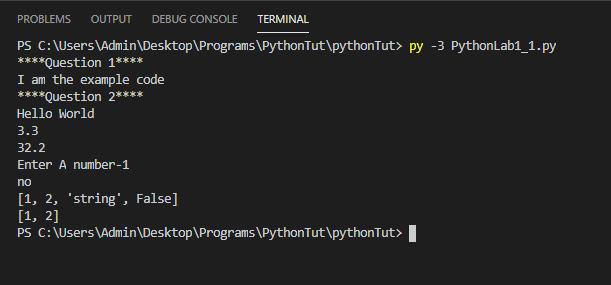 PROBLEMS OUTPUT DEBUG CONSOLE TERMINAL
PS C:\Users\Admin\Desktop\Programs\PythonTut\pythonTut> py -3 PythonLab1_1.py
****Question 1****
I am the example code
****Question 2****
Hello World
3.3
32.2
Enter A number-1
no
[1, 2, 'string', False]
[1, 2]
PS C:\Users\Admin\Desktop\Programs\PythonTut\pythonTut>